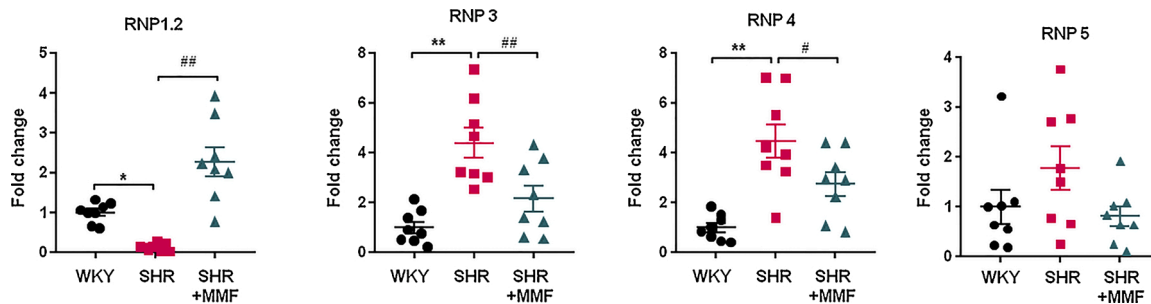 RNP1.2
Fold change
5
4
3
2
1
0
*
##
WKY
SHR
SHR
+MMF
RNP 3
Fold change
8
6
4
2
0
**
##
WKY
SHR
SHR
+MMF
RNP 4
Fold change
8
6
4
2
0
**
#
WKY
SHR
SHR
+MMF
RNP 5
Fold change
4
3
2
1
0
WKY
SHR
SHR
+MMF